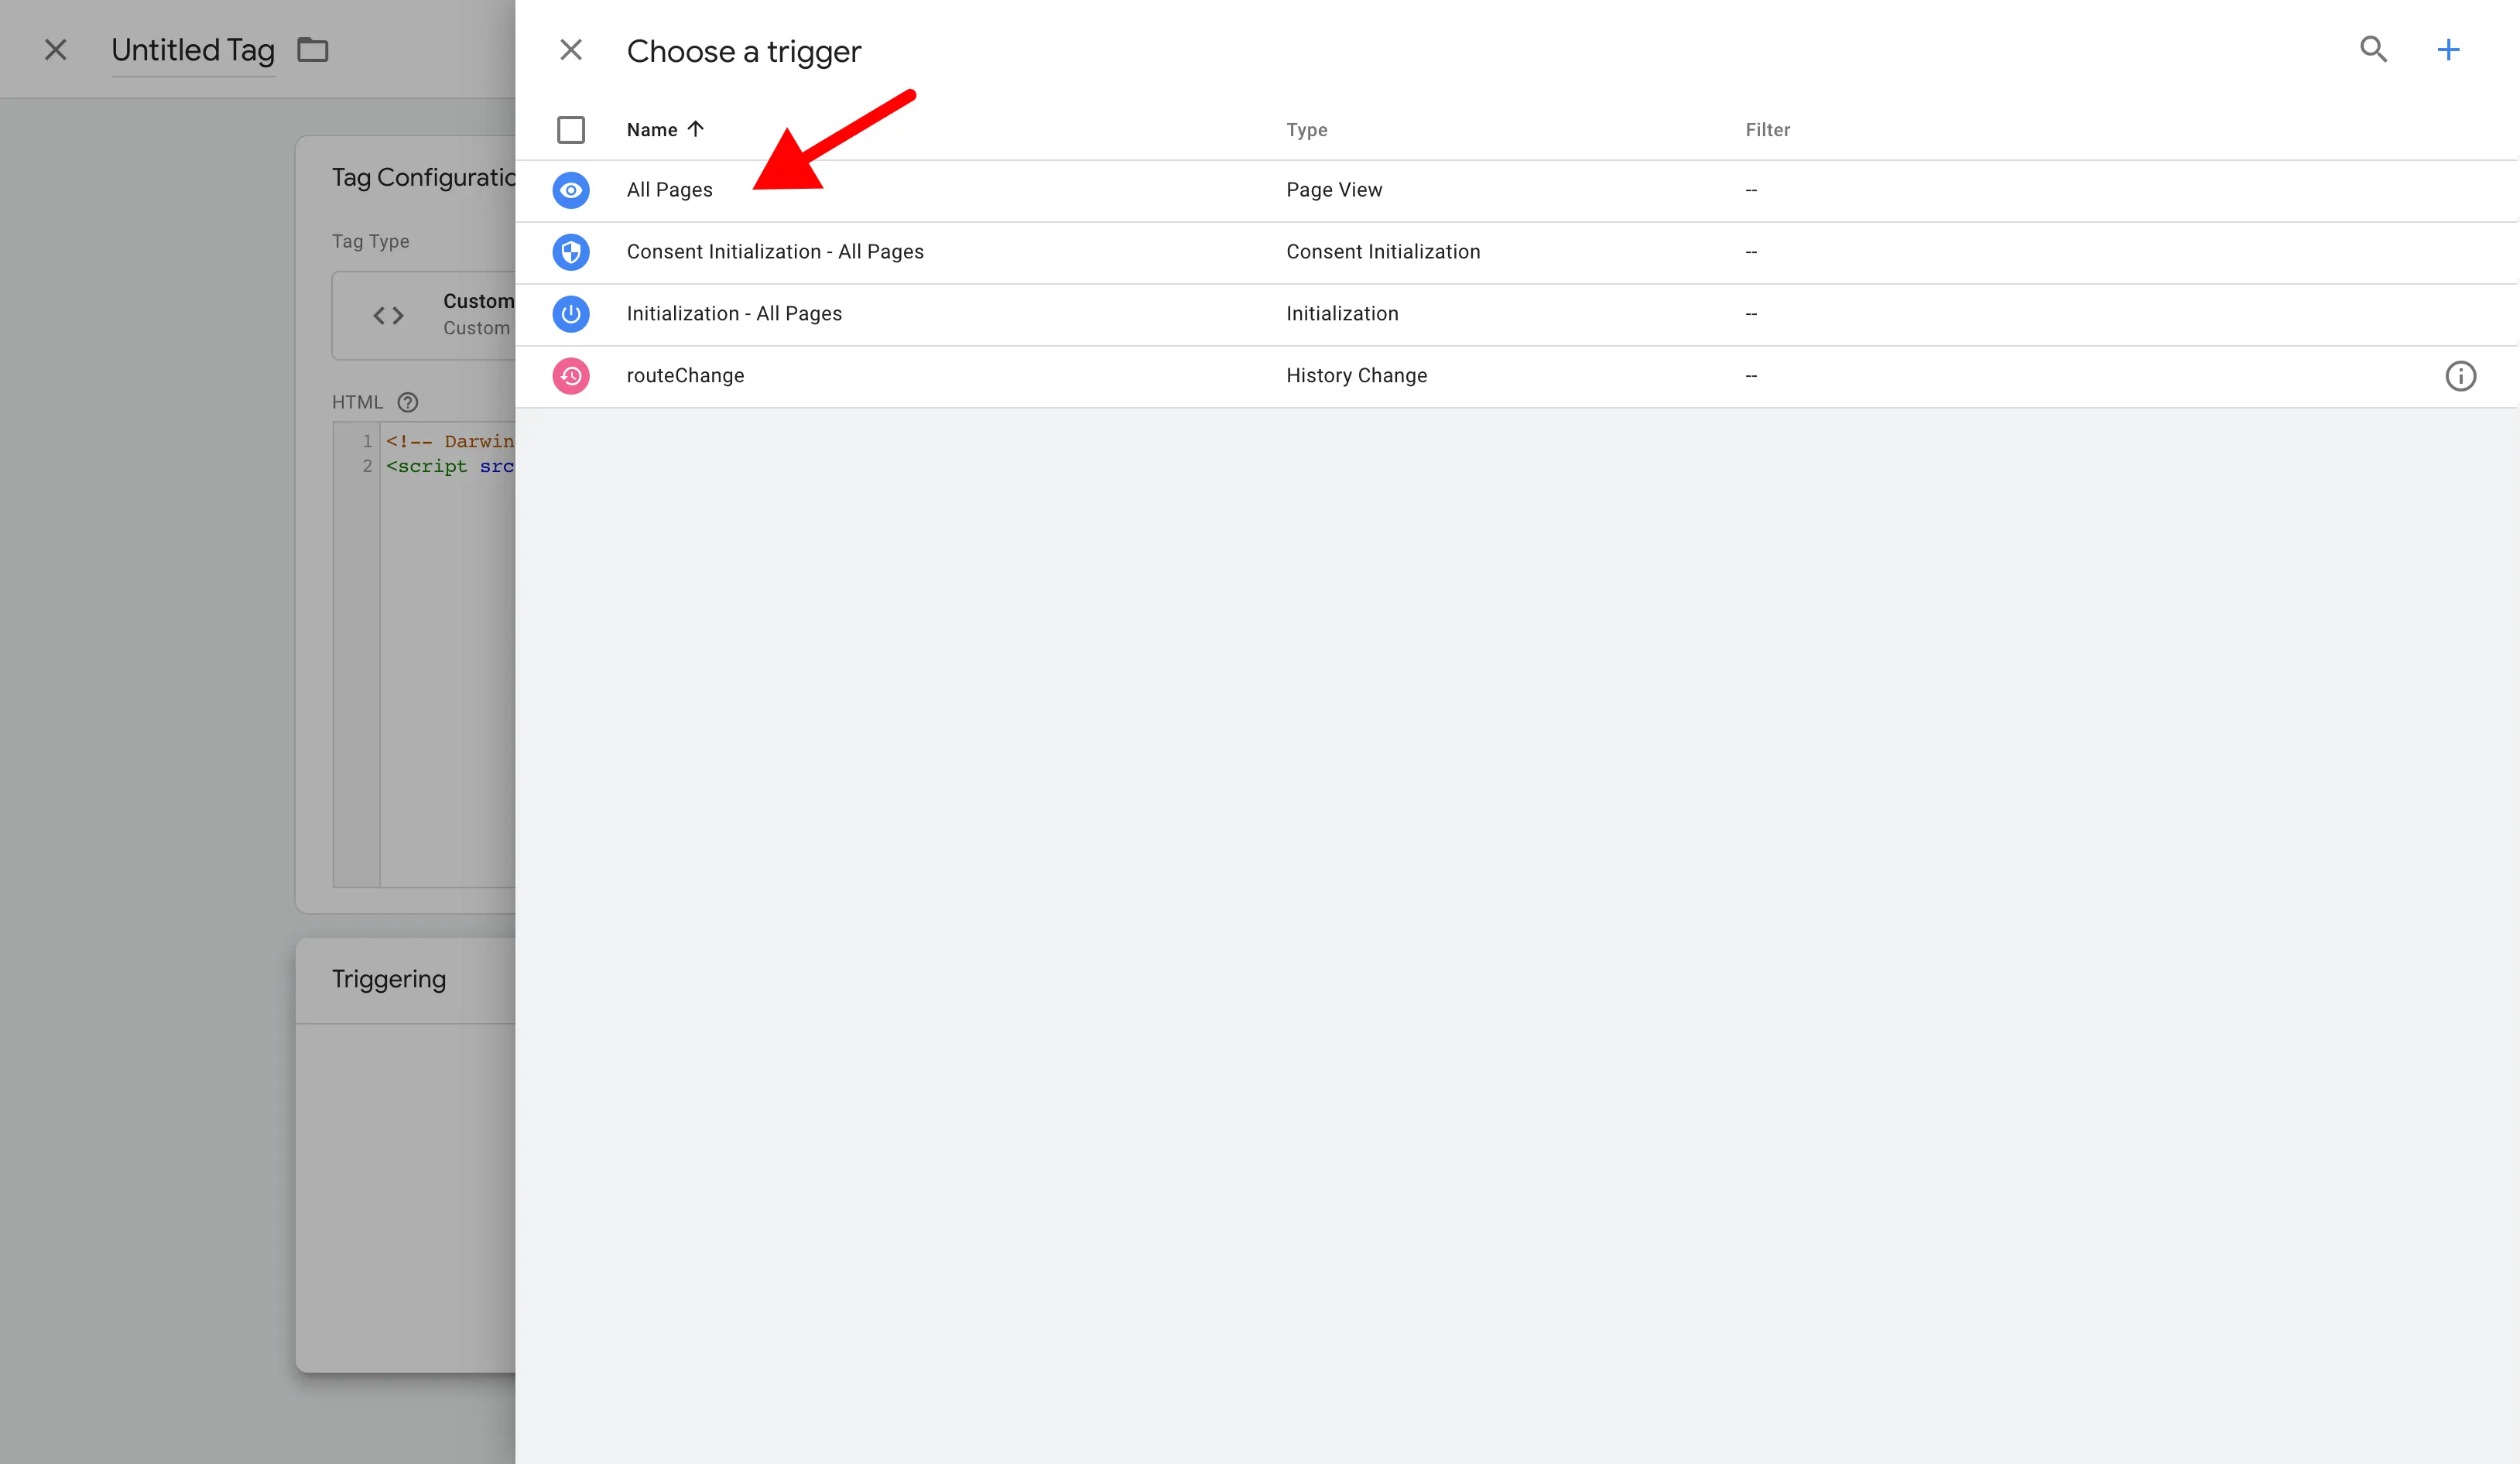 Untitled Tag
Choose a trigger
Name Type Filter
All Pages Page View --
Consent Initialization - All Pages Consent Initialization --
Initialization - All Pages Initialization --
routeChange History Change --
Tag Configuratio
Tag Type
Custom
Custom
HTML
1 <!-- Darwin
2 <script src
Triggering